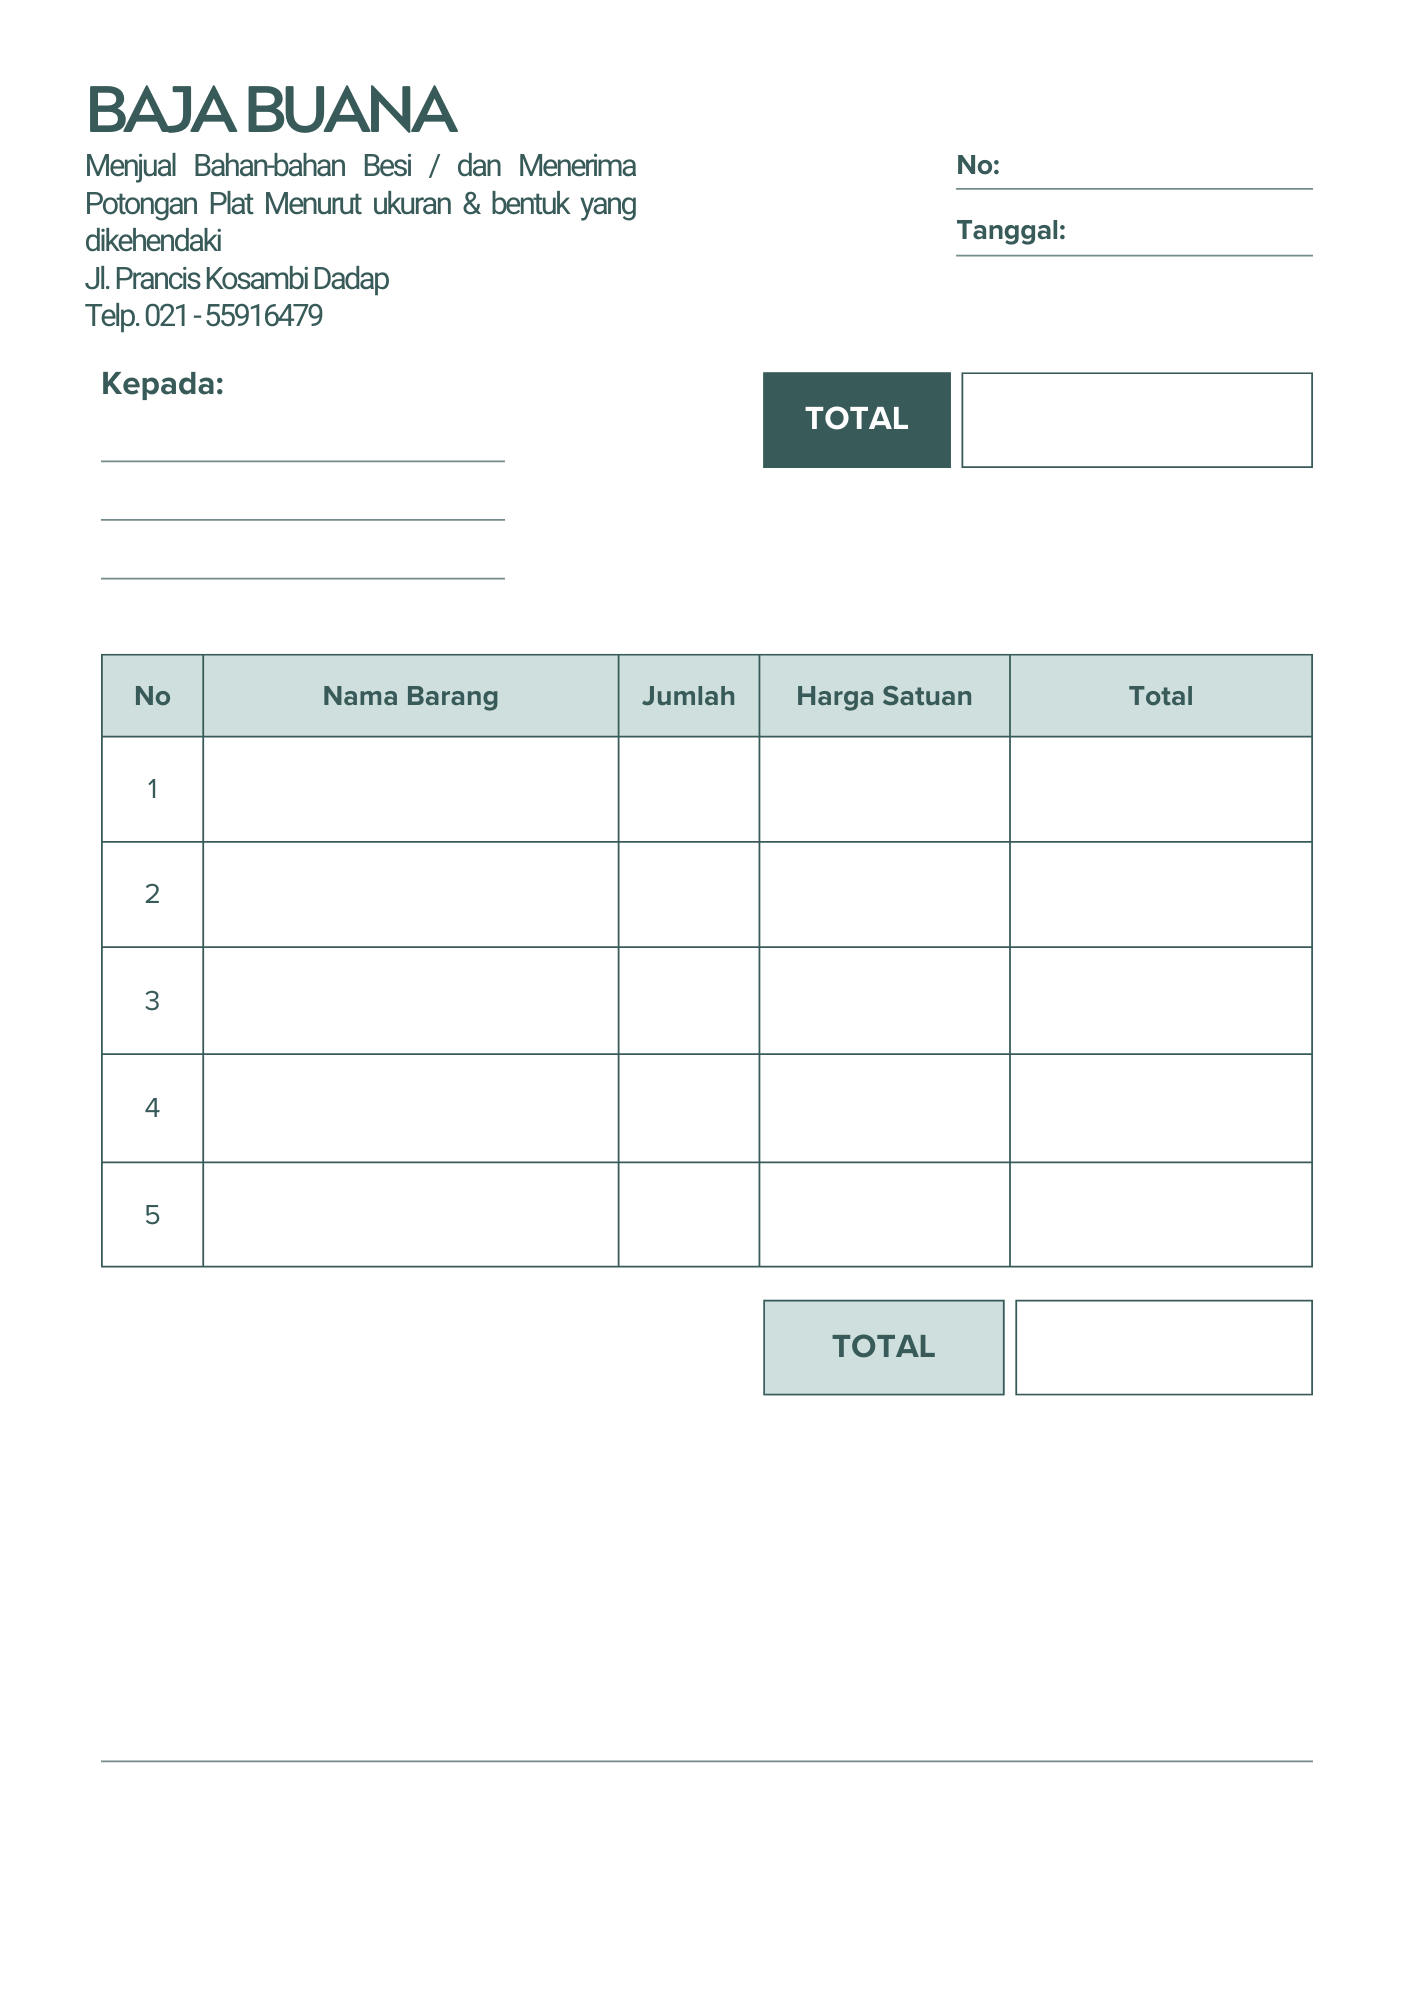 BAJA BUANA
Menjual Bahan-bahan Besi / dan Menerima
Potongan Plat Menurut ukuran & bentuk yang
dikehendaki
Jl. Prancis Kosambi Dadap
Telp. 021 - 55916479
No:
Tanggal:
Kepada:
TOTAL
No Nama Barang Jumlah Harga Satuan Total
1
2
3
4
5
TOTAL